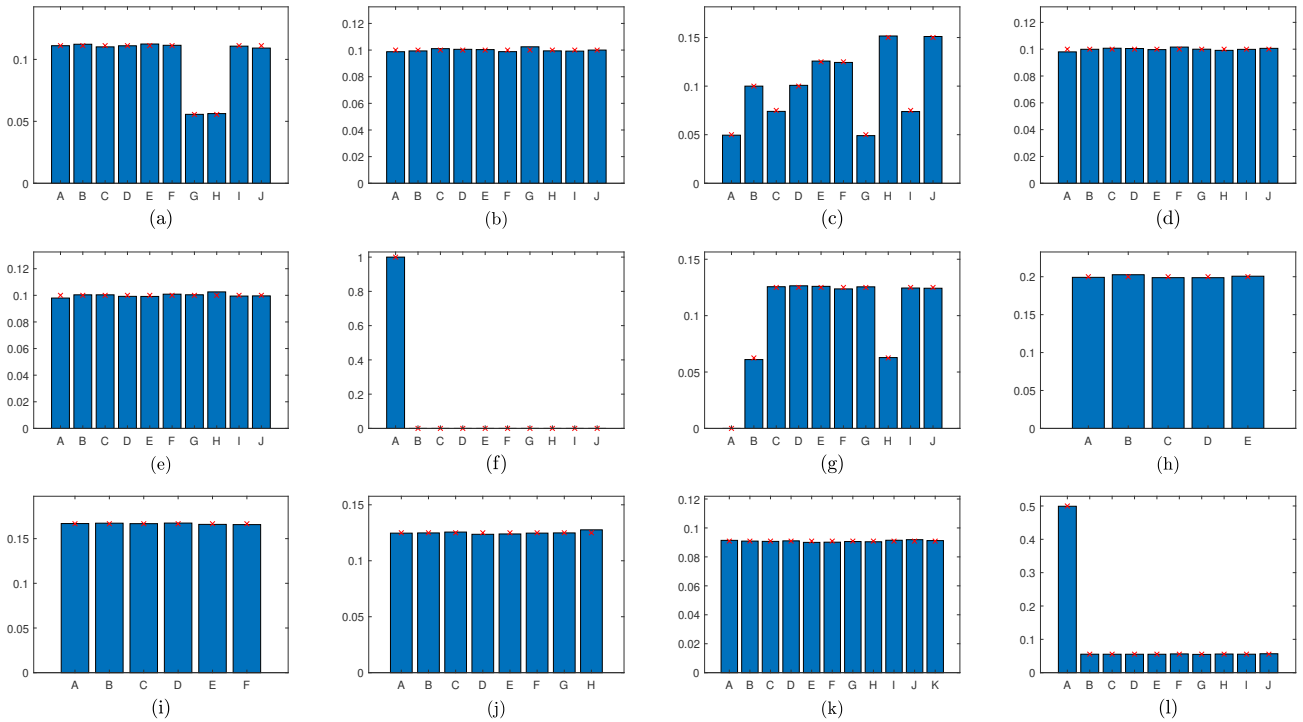 0.1
0.05
0
A B C D E F G H I J
(a)
0.12
0.1
0.08
0.06
0.04
0.02
0
A B C D E F G H I J
(b)
0.15
0.1
0.05
0
A B C D E F G H I J
(c)
0.12
0.1
0.08
0.06
0.04
0.02
0
A B C D E F G H I J
(d)
0.12
0.1
0.08
0.06
0.04
0.02
0
A B C D E F G H I J
(e)
1
0.8
0.6
0.4
0.2
0
A B C D E F G H I J
(f)
0.15
0.1
0.05
0
A B C D E F G H I J
(g)
0.2
0.15
0.1
0.05
0
A B C D E
(h)
0.15
0.1
0.05
0
A B C D E F
(i)
0.15
0.1
0.05
0
A B C D E F G H
(j)
0.12
0.1
0.08
0.06
0.04
0.02
0
A B C D E F G H I J K
(k)
0.5
0.4
0.3
0.2
0.1
0
A B C D E F G H I J
(l)